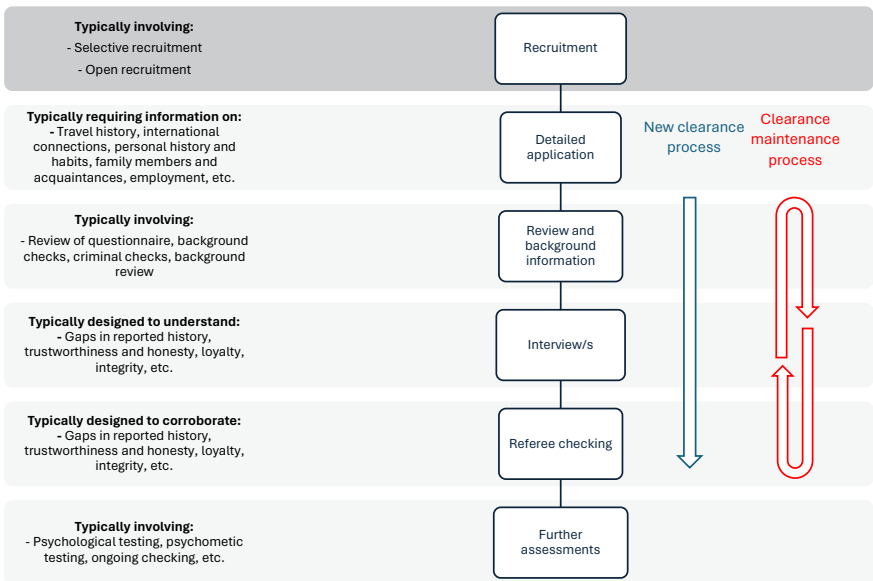 Typically involving:
- Selective recruitment
- Open recruitment
Recruitment
Typically requiring information on:
- Travel history, international
connections, personal history and
habits, family members and
acquaintances, employment, etc.
Detailed
application
New clearance
process
Clearance
maintenance
process
Typically involving:
- Review of questionnaire, background
checks, criminal checks, background
review
Review and
background
information
Typically designed to understand:
- Gaps in reported history,
trustworthiness and honesty, loyalty,
integrity, etc.
Interview/s
Typically designed to corroborate:
- Gaps in reported history,
trustworthiness and honesty, loyalty,
integrity, etc.
Referee checking
Typically involving:
- Psychological testing, psychometic
testing, ongoing checking, etc.
Further
assessments